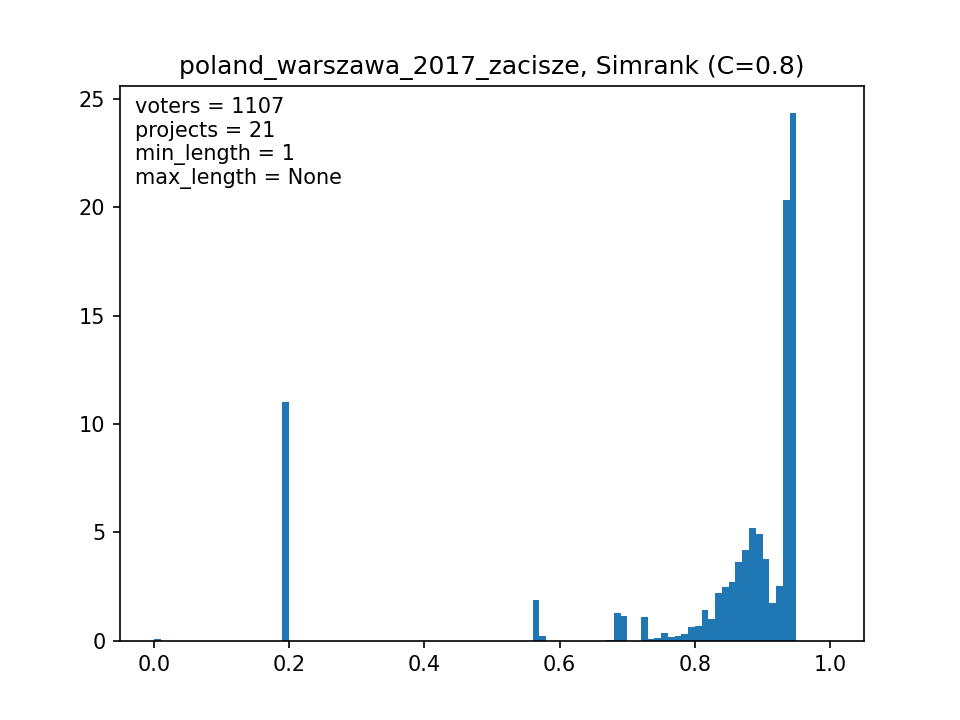 poland_warszawa_2017_zacisze, Simrank (C=0.8)
25
voters = 1107
projects = 21
min_length = 1
max_length = None
20
15
10
5
0
0.0 0.2 0.4 0.6 0.8 1.0